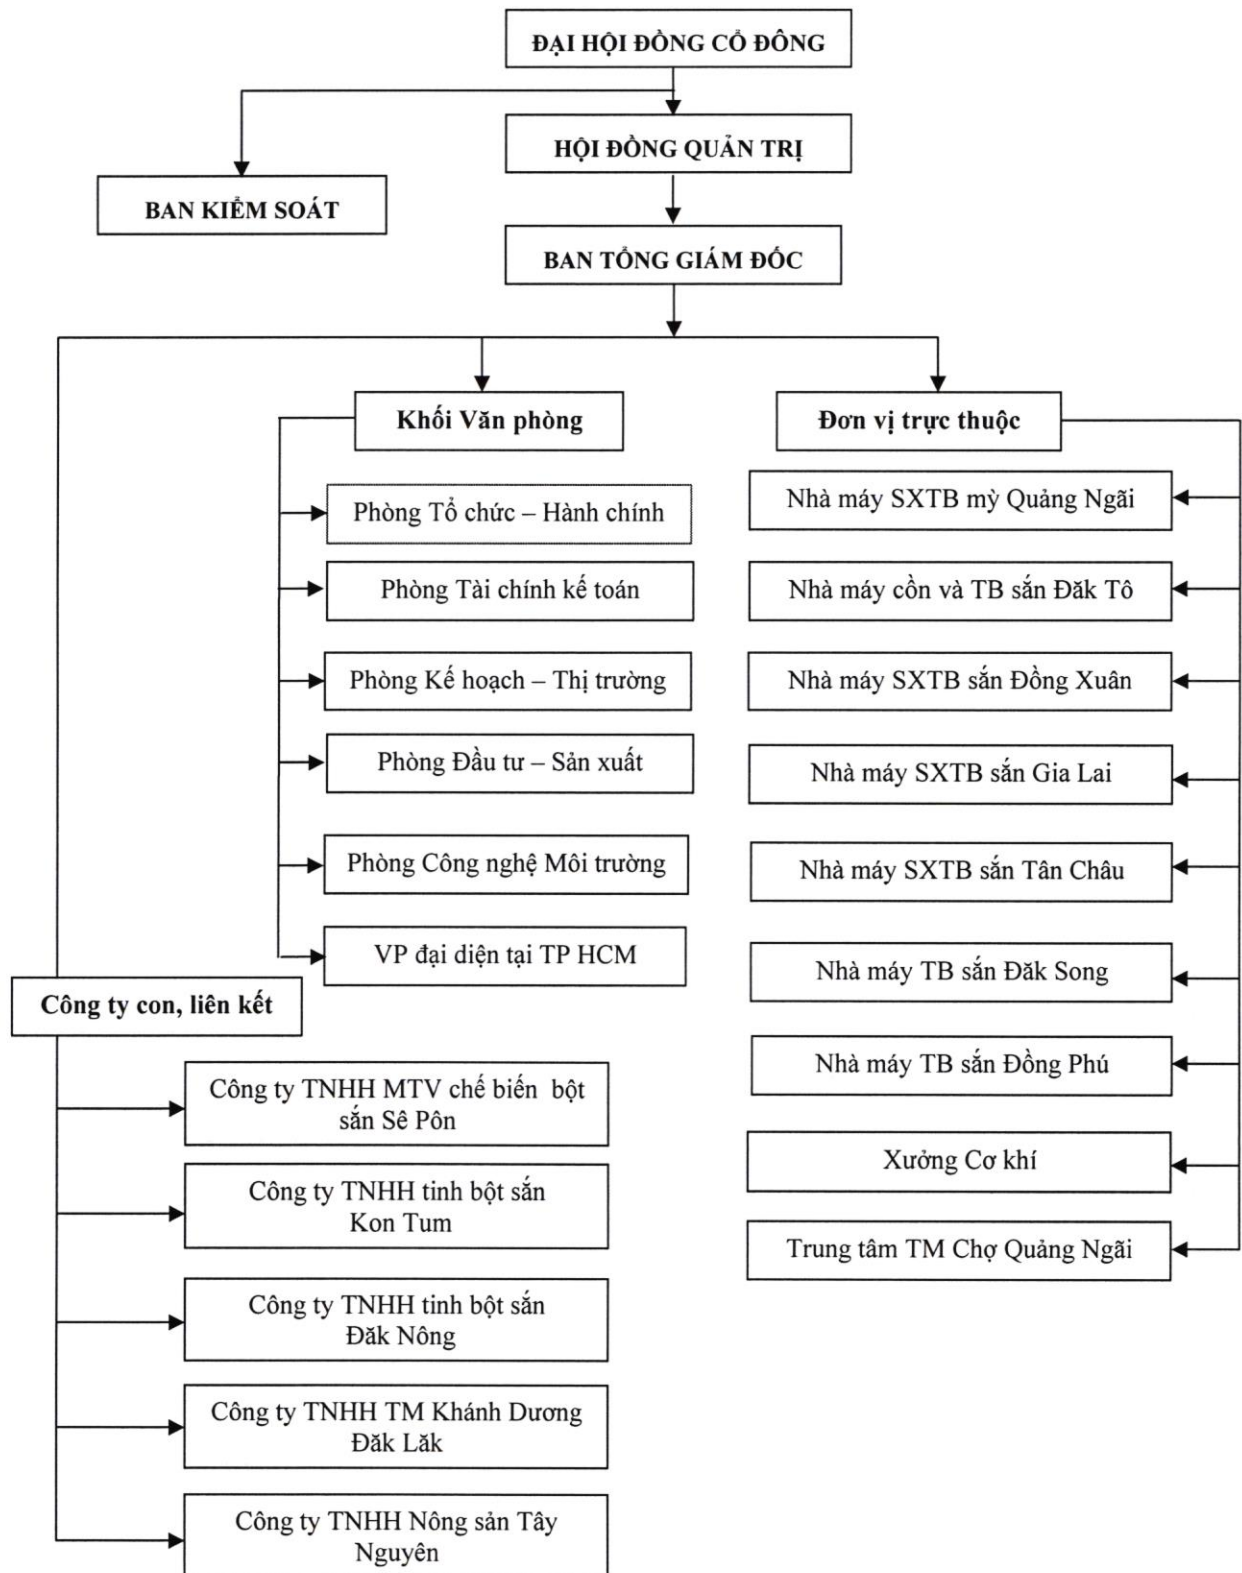 ĐẠI HỘI ĐỒNG CỔ ĐÔNG
HỘI ĐỒNG QUẢN TRỊ
BAN KIỂM SOÁT
BAN TỔNG GIÁM ĐỐC
Khối Văn phòng
Phòng Tổ chức – Hành chính
Phòng Tài chính kế toán
Phòng Kế hoạch – Thị trường
Phòng Đầu tư – Sản xuất
Phòng Công nghệ Môi trường
VP đại diện tại TP HCM
Đơn vị trực thuộc
Nhà máy SXTB mỳ Quảng Ngãi
Nhà máy cồn và TB sắn Đăk Tô
Nhà máy SXTB sắn Đồng Xuân
Nhà máy SXTB sắn Gia Lai
Nhà máy SXTB sắn Tân Châu
Nhà máy TB sắn Đăk Song
Nhà máy TB sắn Đồng Phú
Xưởng Cơ khí
Trung tâm TM Chợ Quảng Ngãi
Công ty con, liên kết
Công ty TNHH MTV chế biến bột
sắn Sê Pôn
Công ty TNHH tinh bột sắn
Kon Tum
Công ty TNHH tinh bột sắn
Đăk Nông
Công ty TNHH TM Khánh Dương
Đăk Lăk
Công ty TNHH Nông sản Tây
Nguyên